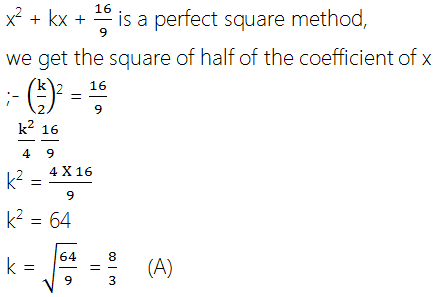 x² + kx + 16/9 is a perfect square method,
we get the square of half of the coefficient of x
;- (k/2)² = 16/9
k²/4 16/9
k² = 4 X 16/9
k² = 64
k = √(64/9) = 8/3 (A)